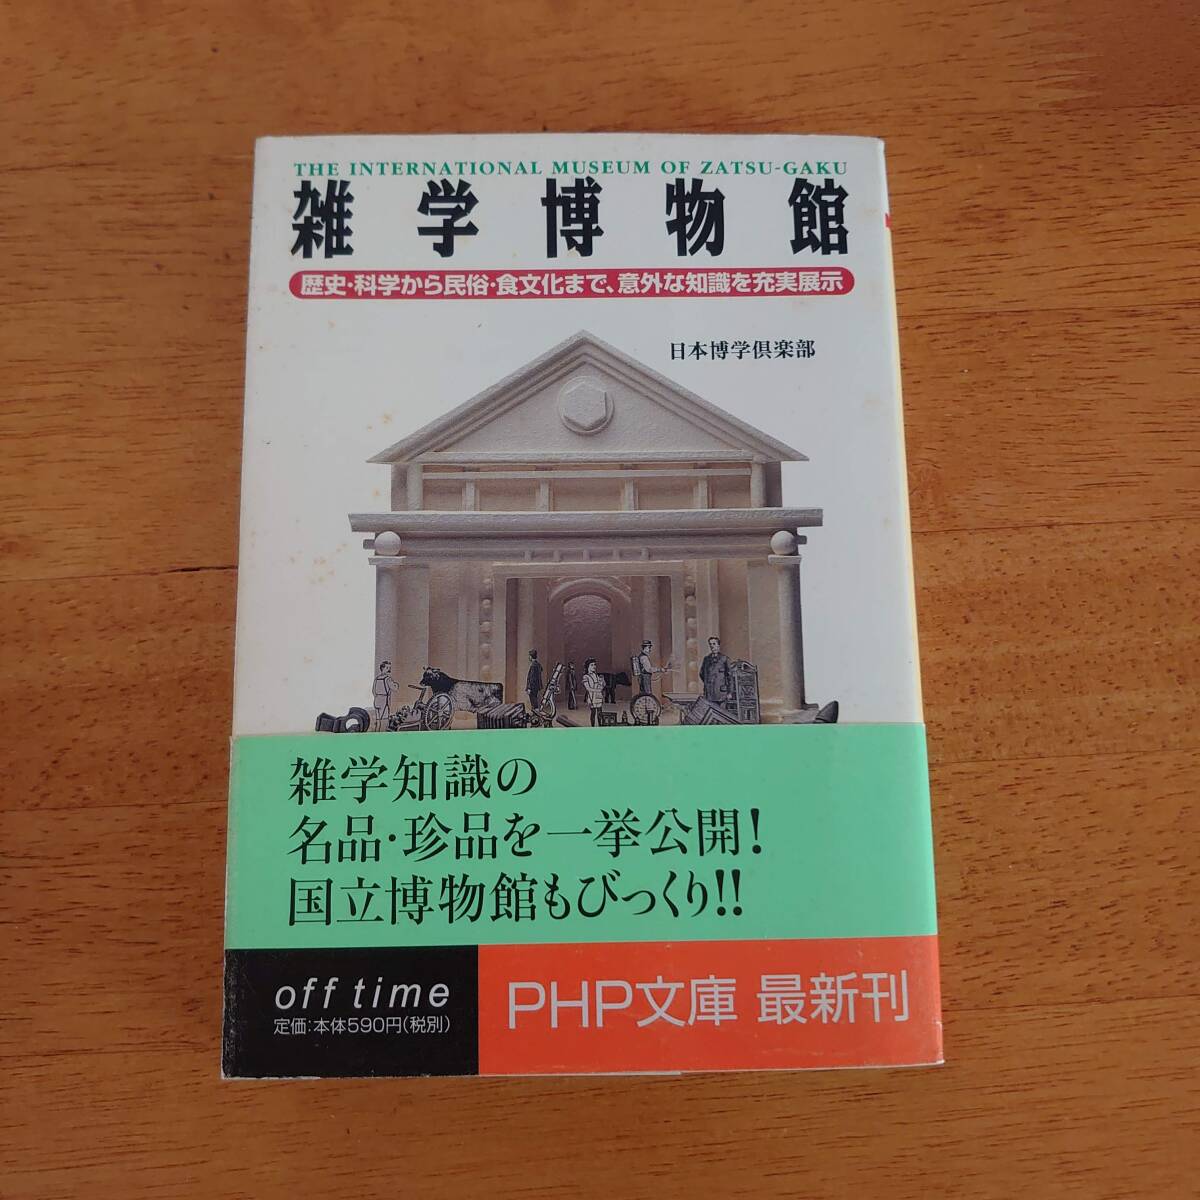 THE INTERNATIONAL MUSEUM OF ZATSU-GAKU
雑学博物館
歴史・科学から民俗・食文化まで、意外な知識を充実展示
日本博学倶楽部
雑学知識の
名品・珍品を一挙公開！
国立博物館もびっくり!!
off time
定価：本体590円（税別）
PHP文庫 最新刊